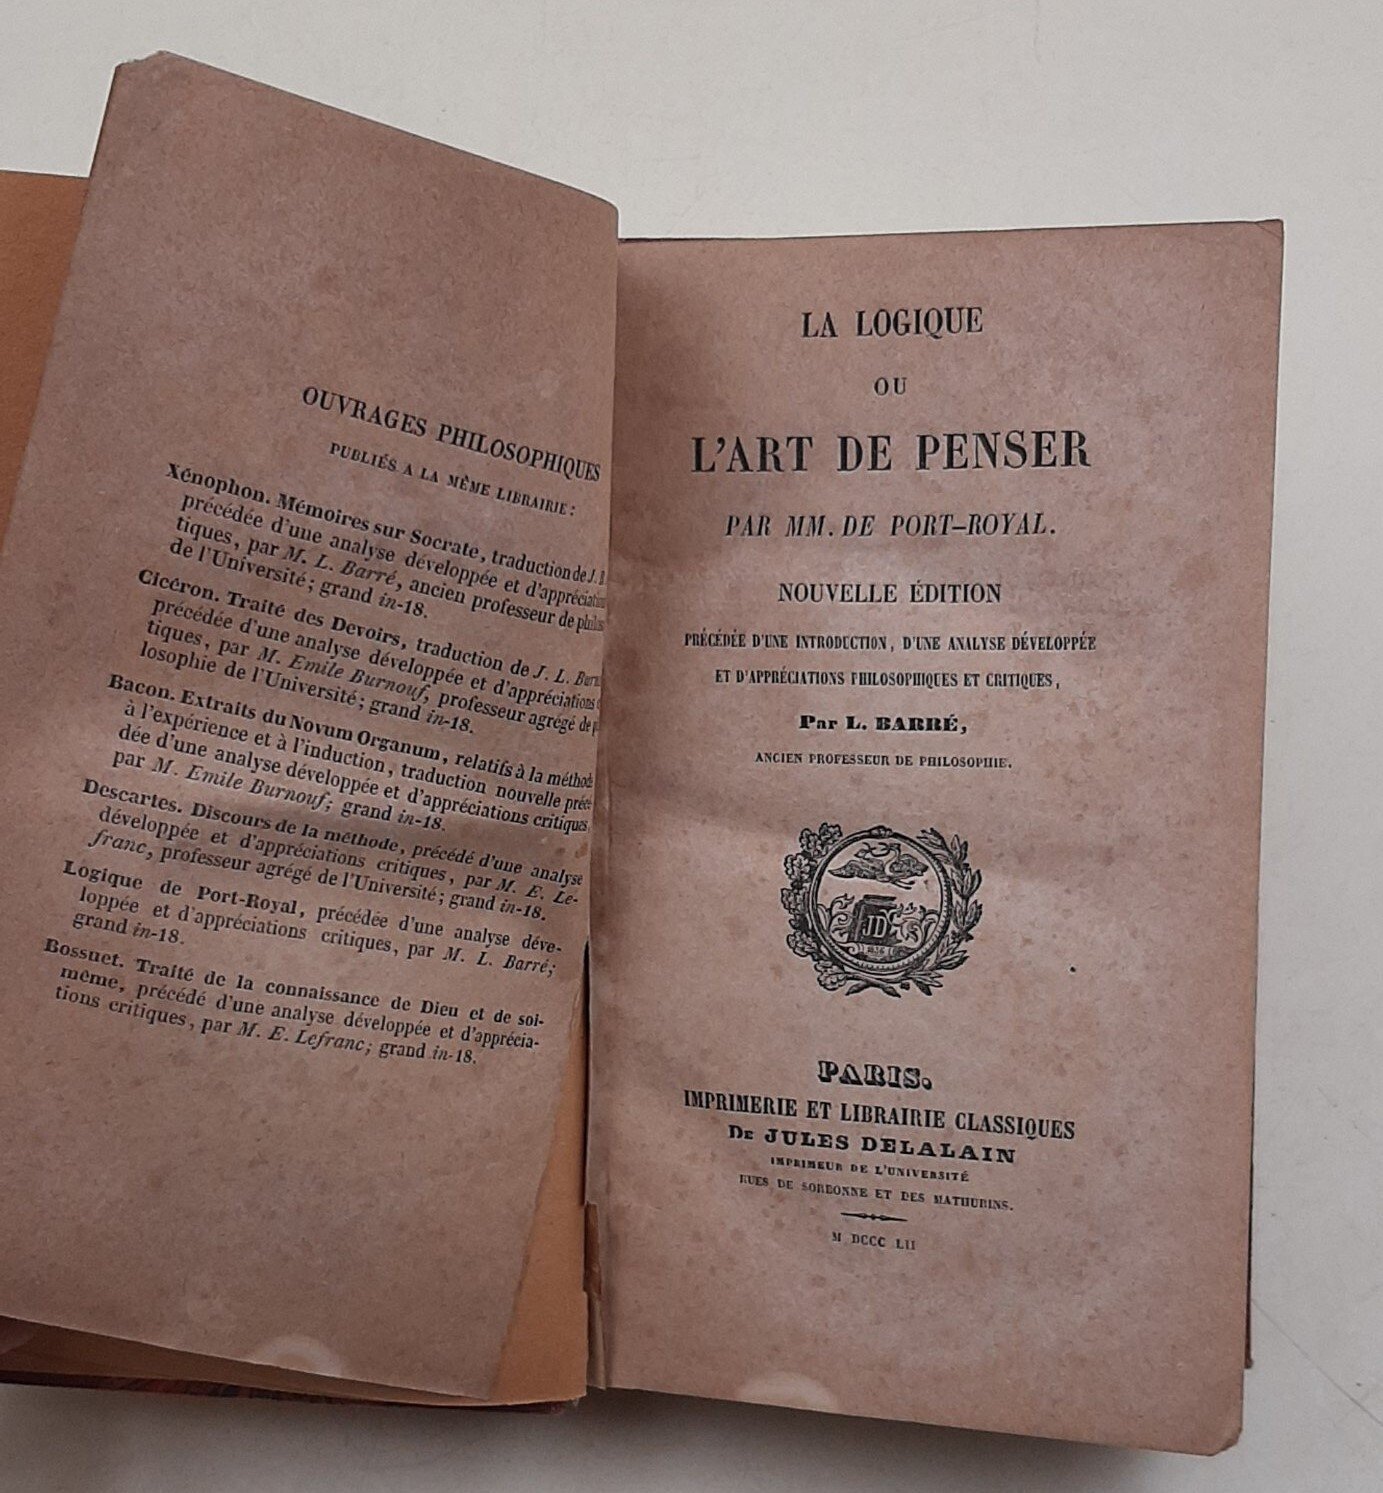 OUVRAGES PHILOSOPHIQUES
PUBLIÉS A LA MÊME LIBRAIRIE :
Xénophon. Mémoires sur Socrate, traduction de J.
précédée d'une analyse développée et d'appréciations
tiques, par M. L. Barré, ancien professeur de
de l'Université; grand in-18.
Cicéron. Traité des Devoirs, traduction de J. L.
précédée d'une analyse développée et d'appréciations
tiques, par M. Emile Burnouf, professeur agrégé de
losophie de l'Université; grand in-18.
Bacon. Extraits du Novum Organum, relatifs à la méthode
à l'expérience et à l'induction, traduction nouvelle précé
dée d'une analyse développée et d'appréciations critiques,
par M. Emile Burnouf; grand in-18.
Descartes. Discours de la méthode, précédé d'une analyse
développée et d'appréciations critiques, par M. E. Le-
franc, professeur agrégé de l'Université; grand in-18.
Logique de Port-Royal, précédée d'une analyse déve-
loppée et d'appréciations critiques, par M. L. Barré;
grand in-18.
Bossuet. Traité de la connaissance de Dieu et de soi-
même, précédé d'une analyse développée et d'apprécia-
tions critiques, par M. E. Lefranc; grand in-18.
LA LOGIQUE
OU
L'ART DE PENSER
PAR MM. DE PORT-ROYAL.
NOUVELLE ÉDITION
PRÉCÉDÉE D'UNE INTRODUCTION, D'UNE ANALYSE DÉVELOPPÉE
ET D'APPRÉCIATIONS PHILOSOPHIQUES ET CRITIQUES,
Par L. BARRÉ,
ANCIEN PROFESSEUR DE PHILOSOPHIE.
JD
1836
PARIS.
IMPRIMERIE ET LIBRAIRIE CLASSIQUES
DE JULES DELALAIN
IMPRIMEUR DE L'UNIVERSITÉ
RUES DE SORBONNE ET DES MATHURINS.
M DCCC LII